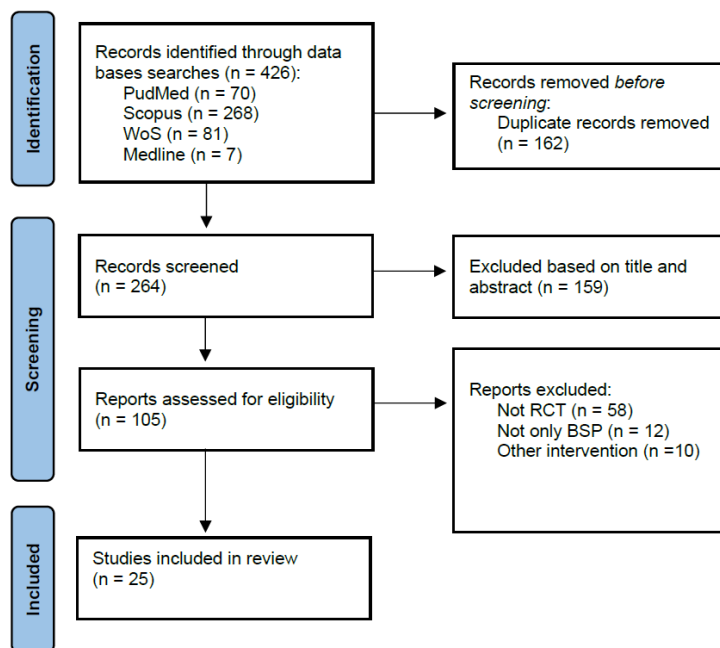 Identification
Records identified through data
bases searches (n = 426):
PudMed (n = 70)
Scopus (n = 268)
WoS (n = 81)
Medline (n = 7)
Records removed before
screening:
Duplicate records removed
(n = 162)
Screening
Records screened
(n = 264)
Excluded based on title and
abstract (n = 159)
Reports assessed for eligibility
(n = 105)
Reports excluded:
Not RCT (n = 58)
Not only BSP (n = 12)
Other intervention (n =10)
Included
Studies included in review
(n = 25)